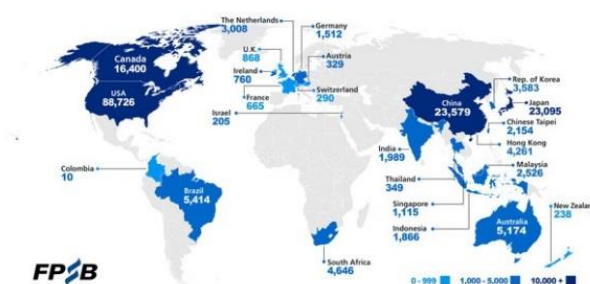 The Netherlands
3,008
Germany
1,512
U.K.
868
Austria
329
Canada
16,400
Ireland
760
USA
88,726
France
665
Switzerland
290
Israel
205
China
23,579
Rep. of Korea
3,583
Japan
23,095
Chinese Taipei
2,154
Hong Kong
4,261
India
1,989
Malaysia
2,526
Colombia
10
Brazil
5,414
Thailand
349
Singapore
1,115
Indonesia
1,866
Australia
5,174
New Zealan
238
South Africa
4,646
FPSB
0 - 999
1,000 - 5,000
10,000 +